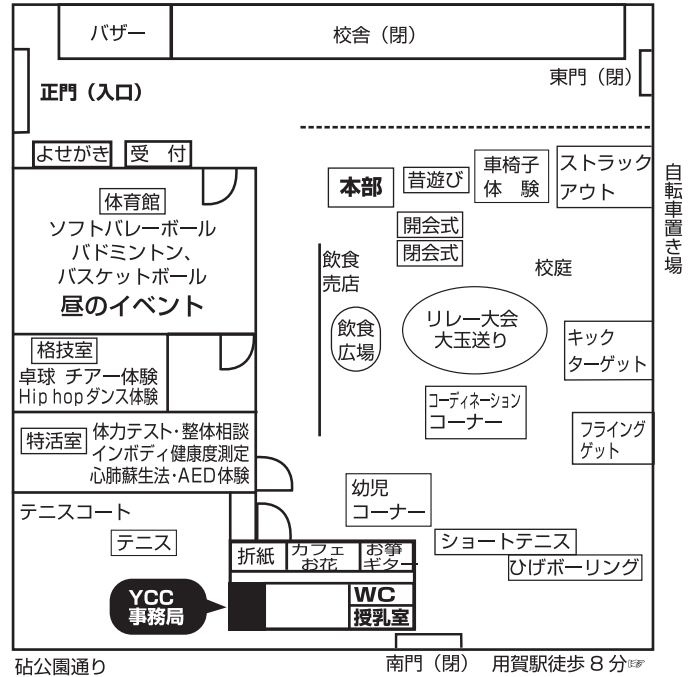 バザー
校舎（閉）
東門（閉）
正門（入口）
よせがき
受 付
体育館
ソフトバレーボール
バドミントン、
バスケットボール
昼のイベント
格技室
卓球 チアー体験
Hip hopダンス体験
特活室
体力テスト・整体相談
インボディ健康度測定
心肺蘇生法・AED体験
テニスコート
テニス
本部
昔遊び
車椅子
体 験
ストラック
アウト
自転車置き場
開会式
閉会式
校庭
飲食
売店
飲食
広場
リレー大会
大玉送り
キック
ターゲット
コーディネーション
コーナー
フライング
ゲット
幼児
コーナー
ショートテニス
ひげボーリング
折紙
カフェ
お花
お箏
ギター
WC
授乳室
YCC
事務局
砧公園通り
南門（閉）
用賀駅徒歩8分☞